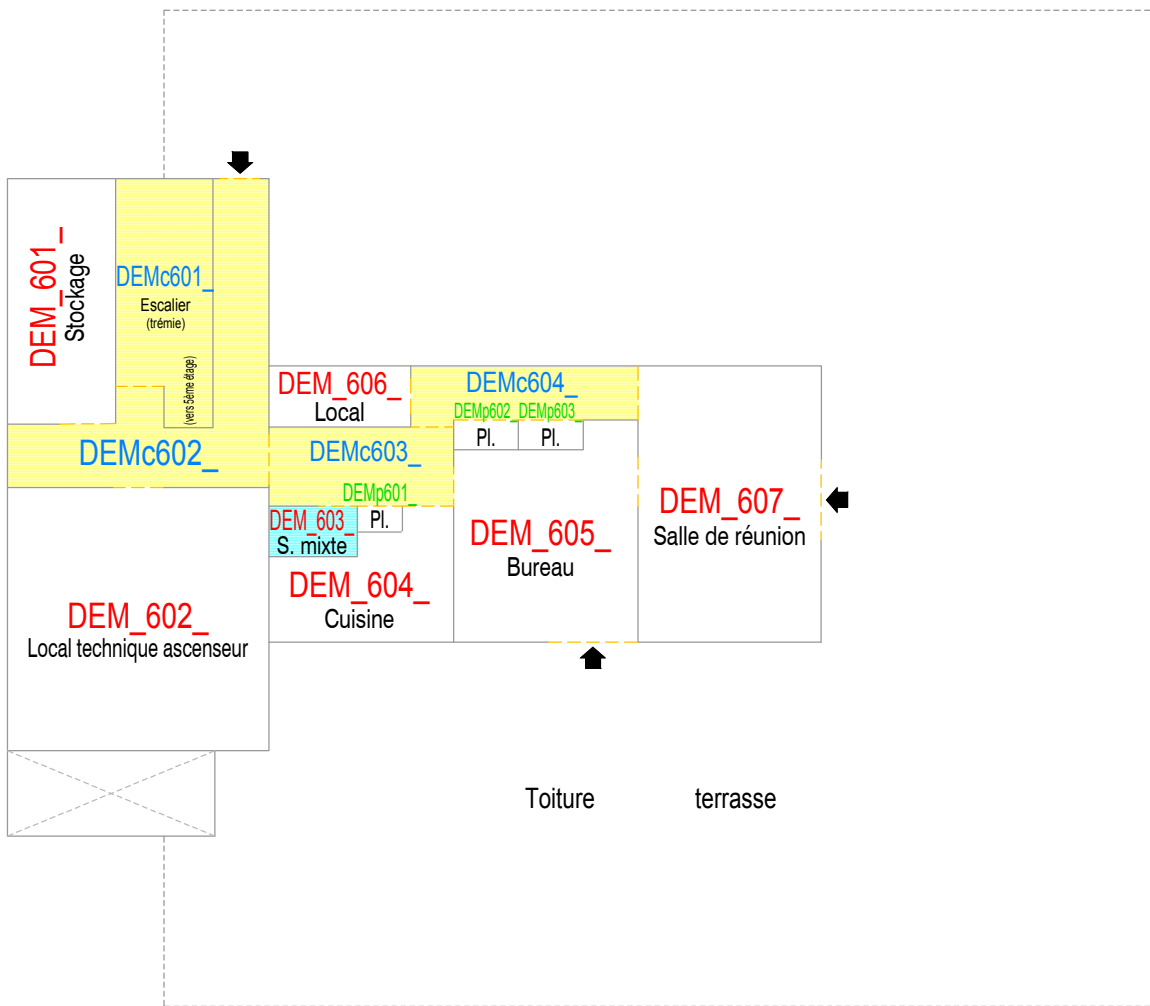 DEM_601_
Stockage
DEMc601_
Escalier
(trémie)
(vers 5ème étage)
DEMc602_
DEM_606_
Local
DEMc604_
DEMp602_ DEMp603_
Pl. Pl.
DEMc603_
DEMp601_
DEM_603_ Pl.
S. mixte
DEM_604_
Cuisine
DEM_605_
Bureau
DEM_607_
Salle de réunion
DEM_602_
Local technique ascenseur
Toiture terrasse